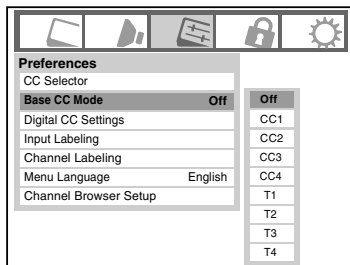 Preferences
CC Selector
Base CC Mode Off
Digital CC Settings
Input Labeling
Channel Labeling
Menu Language English
Channel Browser Setup
Off
CC1
CC2
CC3
CC4
T1
T2
T3
T4